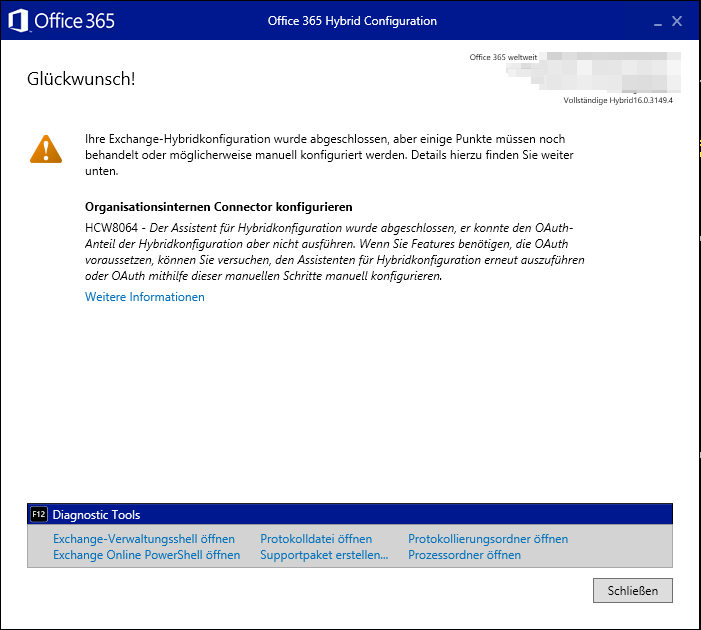 Office 365
Office 365 Hybrid Configuration
Glückwunsch!
Office 365 weltweit
Vollständige Hybrid16.0.3149.4
Ihre Exchange-Hybridkonfiguration wurde abgeschlossen, aber einige Punkte müssen noch
behandelt oder möglicherweise manuell konfiguriert werden. Details hierzu finden Sie weiter
unten.
Organisationsinternen Connector konfigurieren
HCW8064 - Der Assistent für Hybridkonfiguration wurde abgeschlossen, er konnte den OAuth-
Anteil der Hybridkonfiguration aber nicht ausführen. Wenn Sie Features benötigen, die OAuth
voraussetzen, können Sie versuchen, den Assistenten für Hybridkonfiguration erneut auszuführen
oder OAuth mithilfe dieser manuellen Schritte manuell konfigurieren.
Weitere Informationen
F12 Diagnostic Tools
Exchange-Verwaltungsshell öffnen Protokolldatei öffnen Protokollierungsordner öffnen
Exchange Online PowerShell öffnen Supportpaket erstellen... Prozessordner öffnen
Schließen